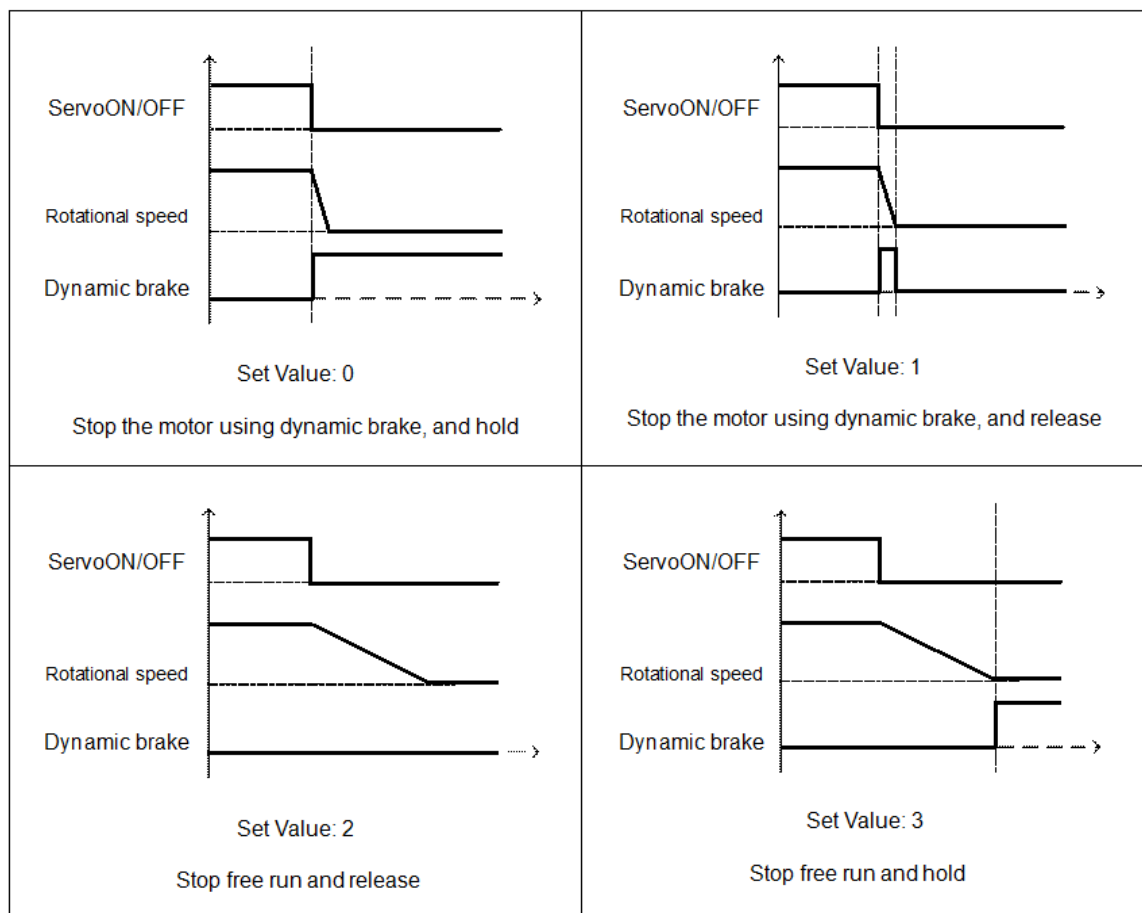 ServoON/OFF
Rotational speed
Dynamic brake
Set Value: 0
Stop the motor using dynamic brake, and hold
ServoON/OFF
Rotational speed
Dynamic brake
Set Value: 1
Stop the motor using dynamic brake, and release
ServoON/OFF
Rotational speed
Dynamic brake
Set Value: 2
Stop free run and release
ServoON/OFF
Rotational speed
Dynamic brake
Set Value: 3
Stop free run and hold